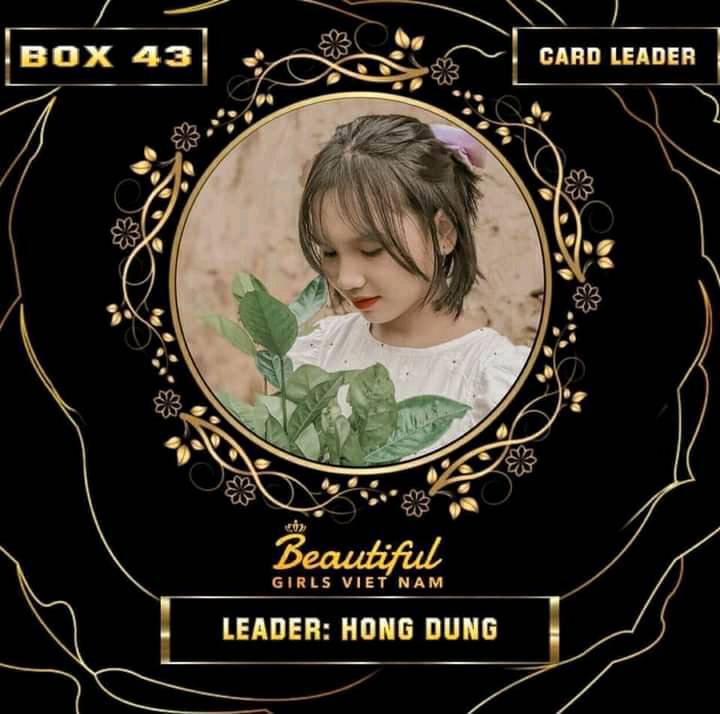 BOX 43
CARD LEADER
Beautiful
GIRLS VIET NAM
LEADER: HONG DUNG